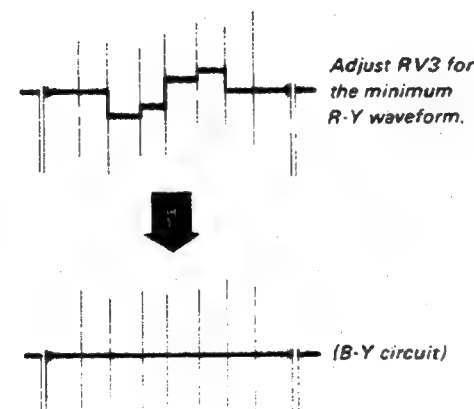 Adjust RV3 for
the minimum
R-Y waveform.
(B-Y circuit)